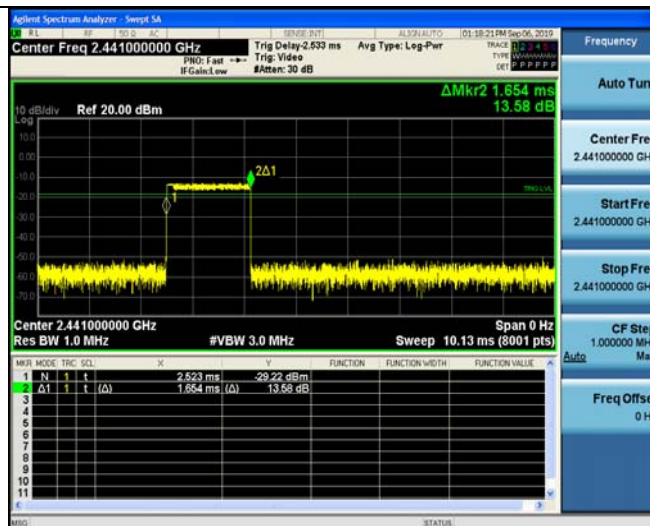 Agilent Spectrum Analyzer - Swept SA
RL RF 50 Ω AC SENSE:INT ALIGN AUTO 01:18:21 PM Sep 06, 2019
Center Freq 2.441000000 GHz
PNO: Fast
IFGain:Low
Trig Delay-2.533 ms
Trig: Video
#Atten: 30 dB
Avg Type: Log-Pwr
TRACE 1 2 3 4 5 6
TYPE
DET P P P P P P
ΔMkr2 1.654 ms
13.58 dB
10 dB/div Ref 20.00 dBm
Log
10.0
0.00
-10.0
-20.0
-30.0
-40.0
-50.0
-60.0
-70.0
2Δ1
1
TRIG LVL
Center 2.441000000 GHz Span 0 Hz
Res BW 1.0 MHz #VBW 3.0 MHz Sweep 10.13 ms (8001 pts)
MKR MODE TRC SCL X Y FUNCTION FUNCTION WIDTH FUNCTION VALUE
1 N 1 t 2.523 ms -29.22 dBm
2 Δ1 1 t (Δ) 1.654 ms (Δ) 13.58 dB
3
4
5
6
7
8
9
10
11
MSG STATUS
Frequency
Auto Tun
Center Fre
2.441000000 GH
Start Fre
2.441000000 GH
Stop Fre
2.441000000 GH
CF Ste
1.000000 MH
Auto Ma
Freq Offse
0 H